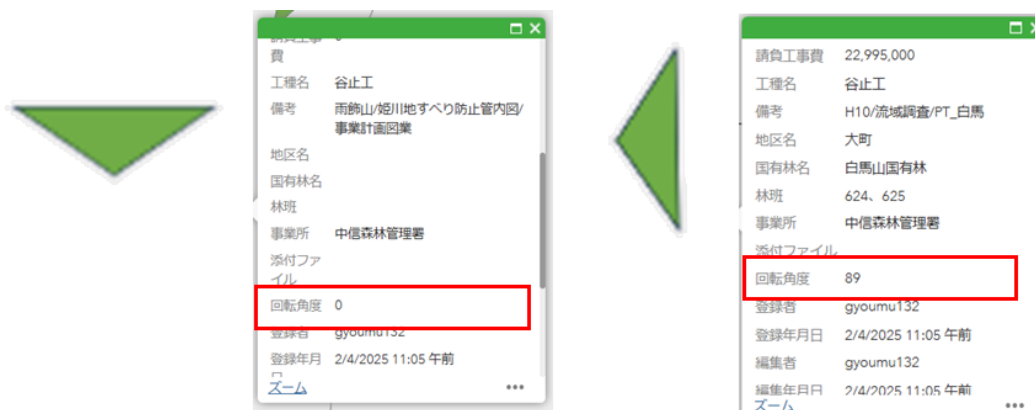 費
工種名 谷止工
備考 雨飾山/姫川地すべり防止管内図/
事業計画図業
地区名
国有林名
林班
事業所 中信森林管理署
添付ファ
イル
回転角度 0
登録者 gyoumu132
登録年月 2/4/2025 11:05 午前
ズーム
請負工事費 22,995,000
工種名 谷止工
備考 H10/流域調査/PT_白馬
地区名 大町
国有林名 白馬山国有林
林班 624、625
事業所 中信森林管理署
添付ファイル
回転角度 89
登録者 gyoumu132
登録年月日 2/4/2025 11:05 午前
編集者 gyoumu132
編集年月日 2/4/2025 11:05 午前
ズーム